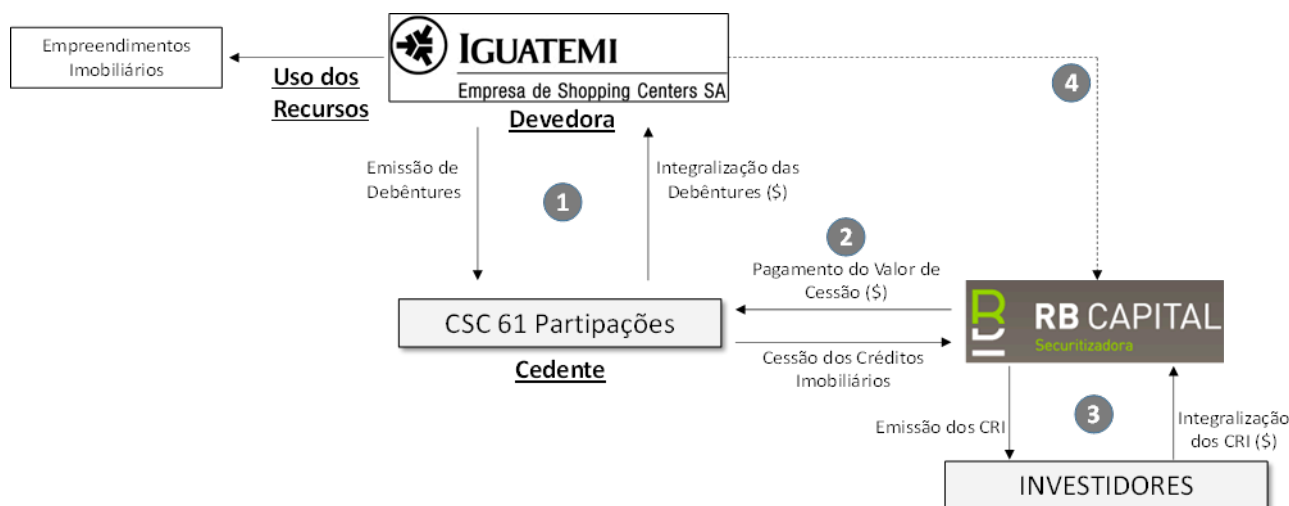 Empreendimentos
Imobiliários
Uso dos
Recursos
IGUATEMI
Empresa de Shopping Centers SA
Devedora
4
Emissão de
Debêntures
1
Integralização das
Debêntures ($)
2
Pagamento do Valor de
Cessão ($)
CSC 61 Partipações
Cedente
Cessão dos Créditos
Imobiliários
RB CAPITAL
Securitizadora
Emissão dos CRI
3
Integralização
dos CRI ($)
INVESTIDORES